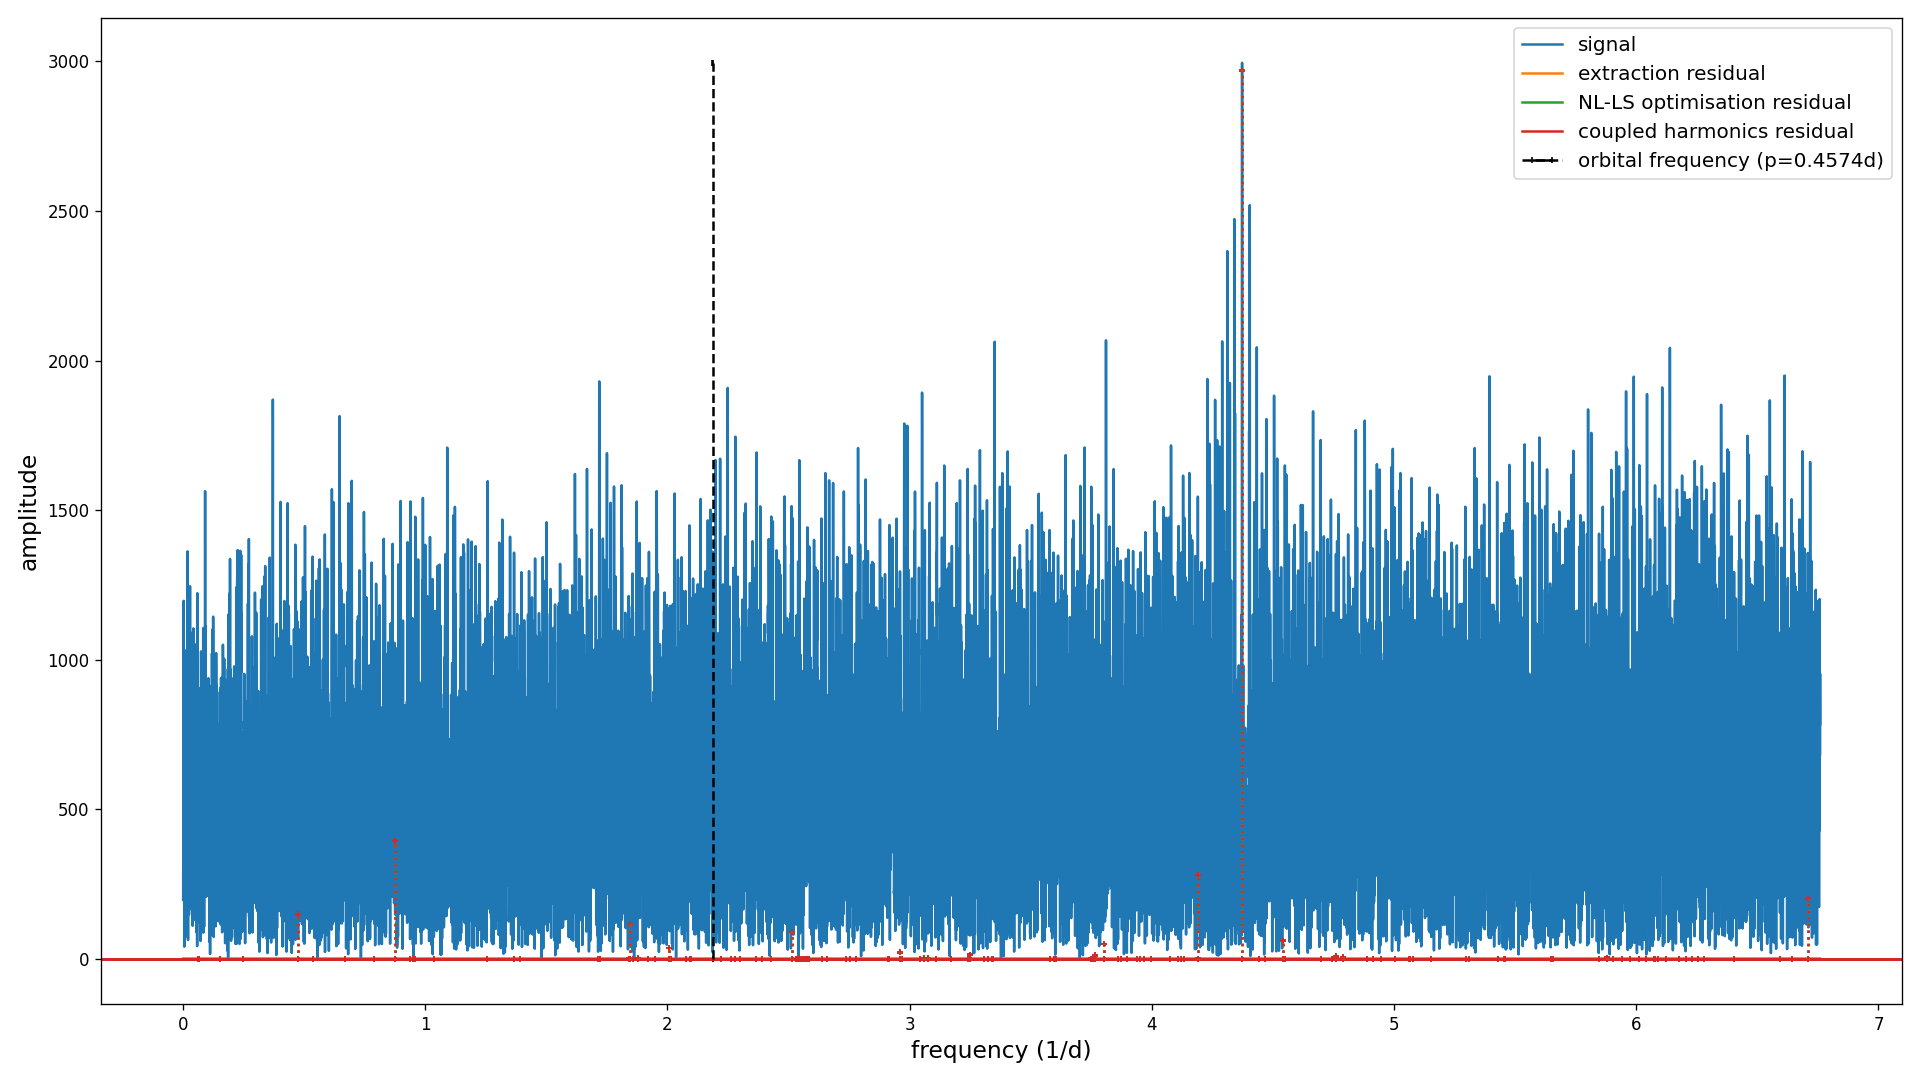 signal
extraction residual
NL-LS optimisation residual
coupled harmonics residual
orbital frequency (p=0.4574d)
3000
2500
2000
1500
1000
500
0
amplitude
0 1 2 3 4 5 6 7
frequency (1/d)